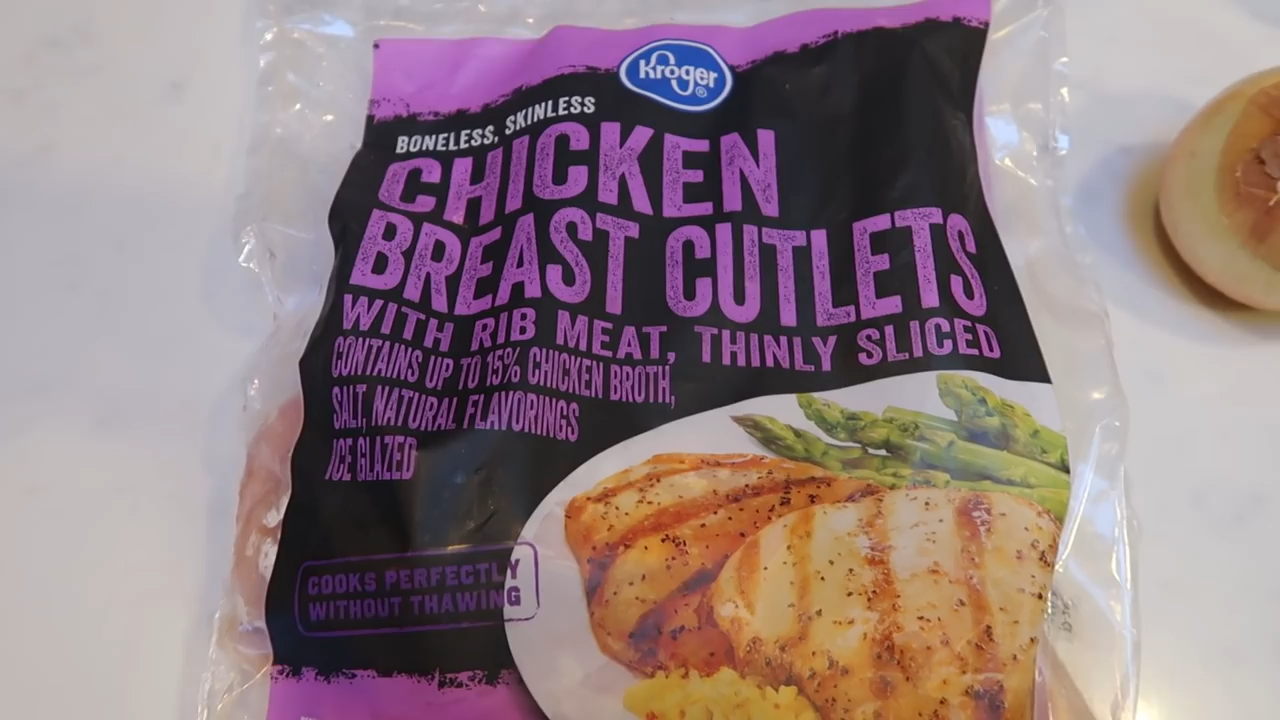 Kroger®
BONELESS, SKINLESS
CHICKEN
BREAST CUTLETS
WITH RIB MEAT, THINLY SLICED
CONTAINS UP TO 15% CHICKEN BROTH,
SALT, NATURAL FLAVORINGS
ICE GLAZED
COOKS PERFECTLY
WITHOUT THAWING